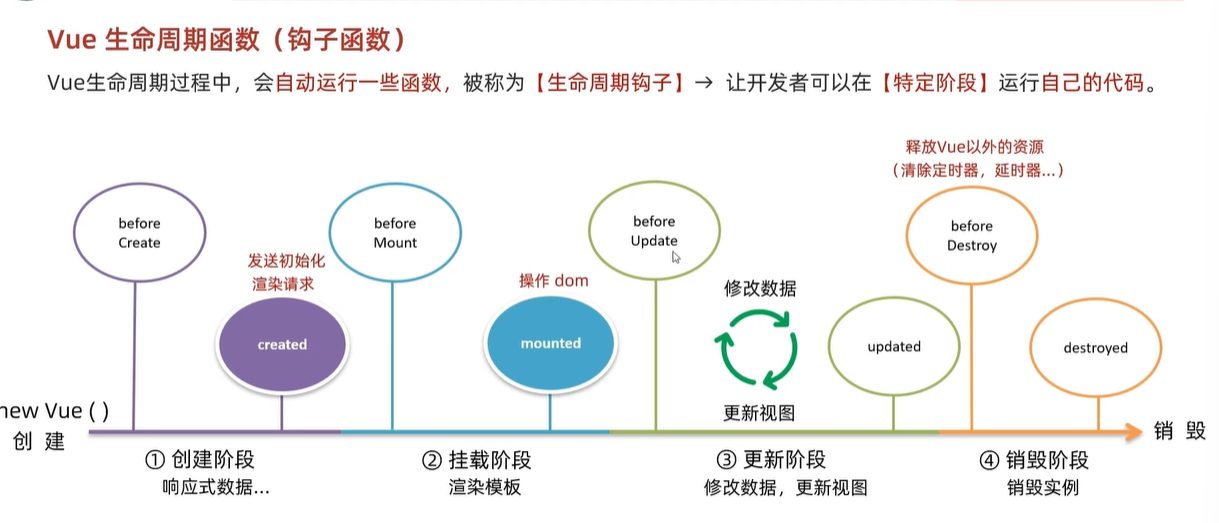 Vue 生命周期函数（钩子函数）
Vue生命周期过程中，会自动运行一些函数，被称为【生命周期钩子】→ 让开发者可以在【特定阶段】运行自己的代码。
释放Vue以外的资源
（清除定时器，延时器...）
before
Create
before
Mount
before
Update
before
Destroy
发送初始化
渲染请求
操作 dom
修改数据
created
mounted
updated
destroyed
更新视图
new Vue ( )
创 建
销 毁
① 创建阶段
响应式数据...
② 挂载阶段
渲染模板
③ 更新阶段
修改数据，更新视图
④ 销毁阶段
销毁实例